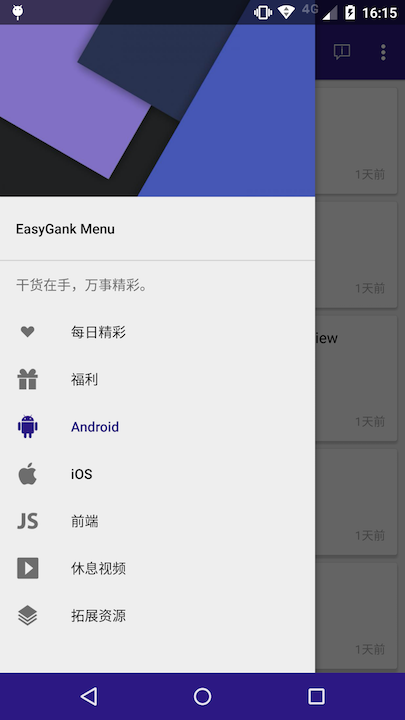 4G 16:15
1天前
1天前
iew
1天前
1天前
1天前
EasyGank Menu
干货在手，万事精彩。
每日精彩
福利
Android
iOS
JS 前端
休息视频
拓展资源